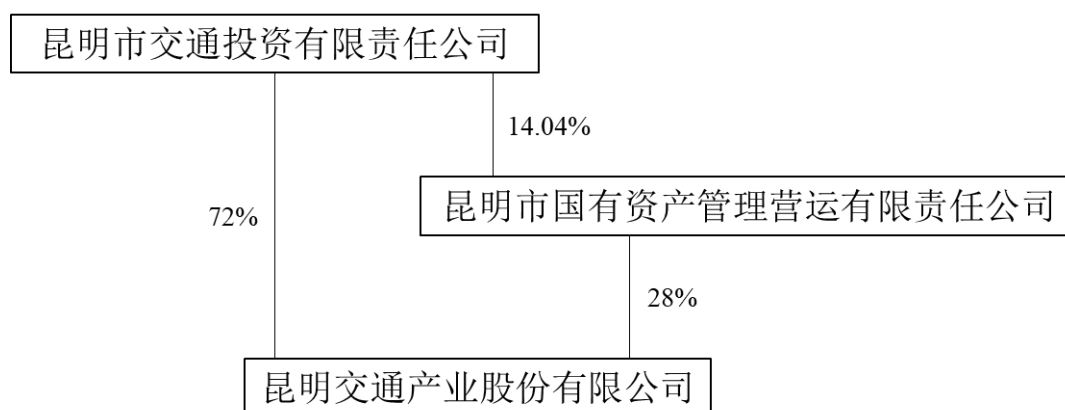 昆明市交通投资有限责任公司
14.04%
昆明市国有资产管理营运有限责任公司
72%
28%
昆明交通产业股份有限公司